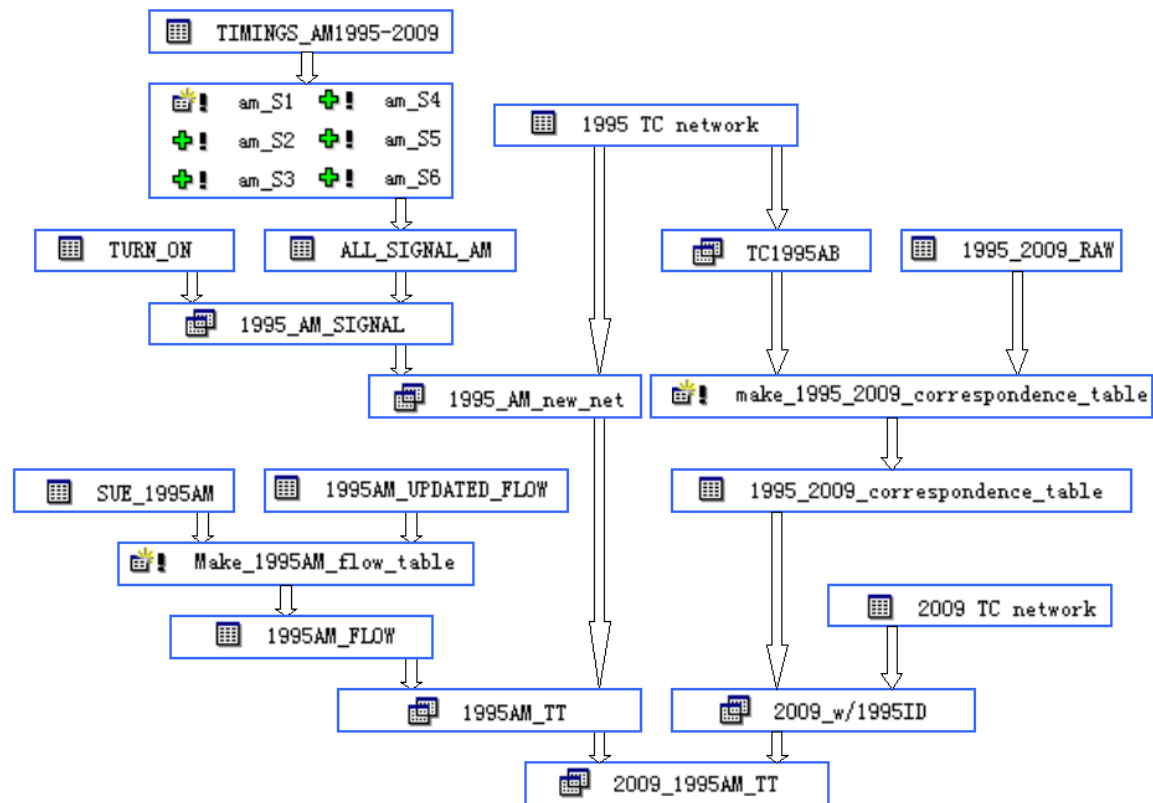 TIMINGS_AM1995-2009
am_S1 am_S4
am_S2 am_S5
am_S3 am_S6
1995 TC network
TURN_ON
ALL_SIGNAL_AM
TC1995AB
1995_2009_RAW
1995_AM_SIGNAL
1995_AM_new_net
make_1995_2009_correspondence_table
SUE_1995AM
1995AM_UPDATED_FLOW
1995_2009_correspondence_table
Make_1995AM_flow_table
2009 TC network
1995AM_FLOW
1995AM_TT
2009_w/1995ID
2009_1995AM_TT